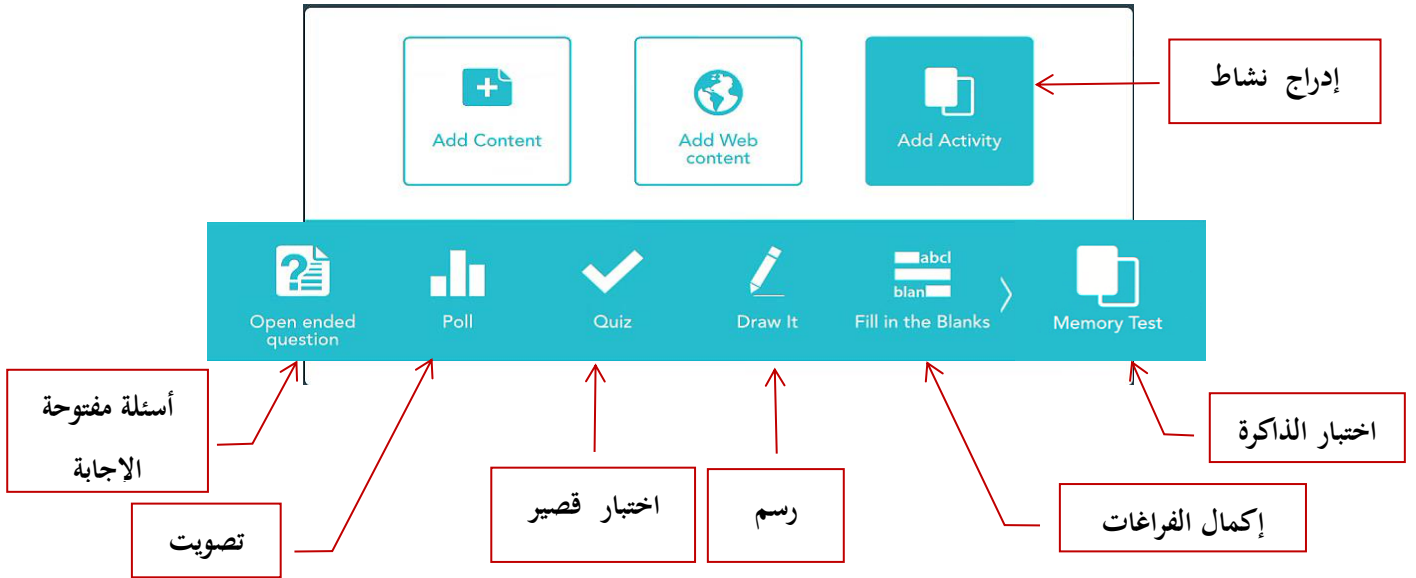 Add Content
Add Web
content
Add Activity
إدراج نشاط
abcl
blan
Open ended
question
Poll
Quiz
Draw It
Fill in the Blanks
Memory Test
أسئلة مفتوحة
الإجابة
تصويت
اختبار قصير
رسم
إكمال الفراغات
اختبار الذاكرة